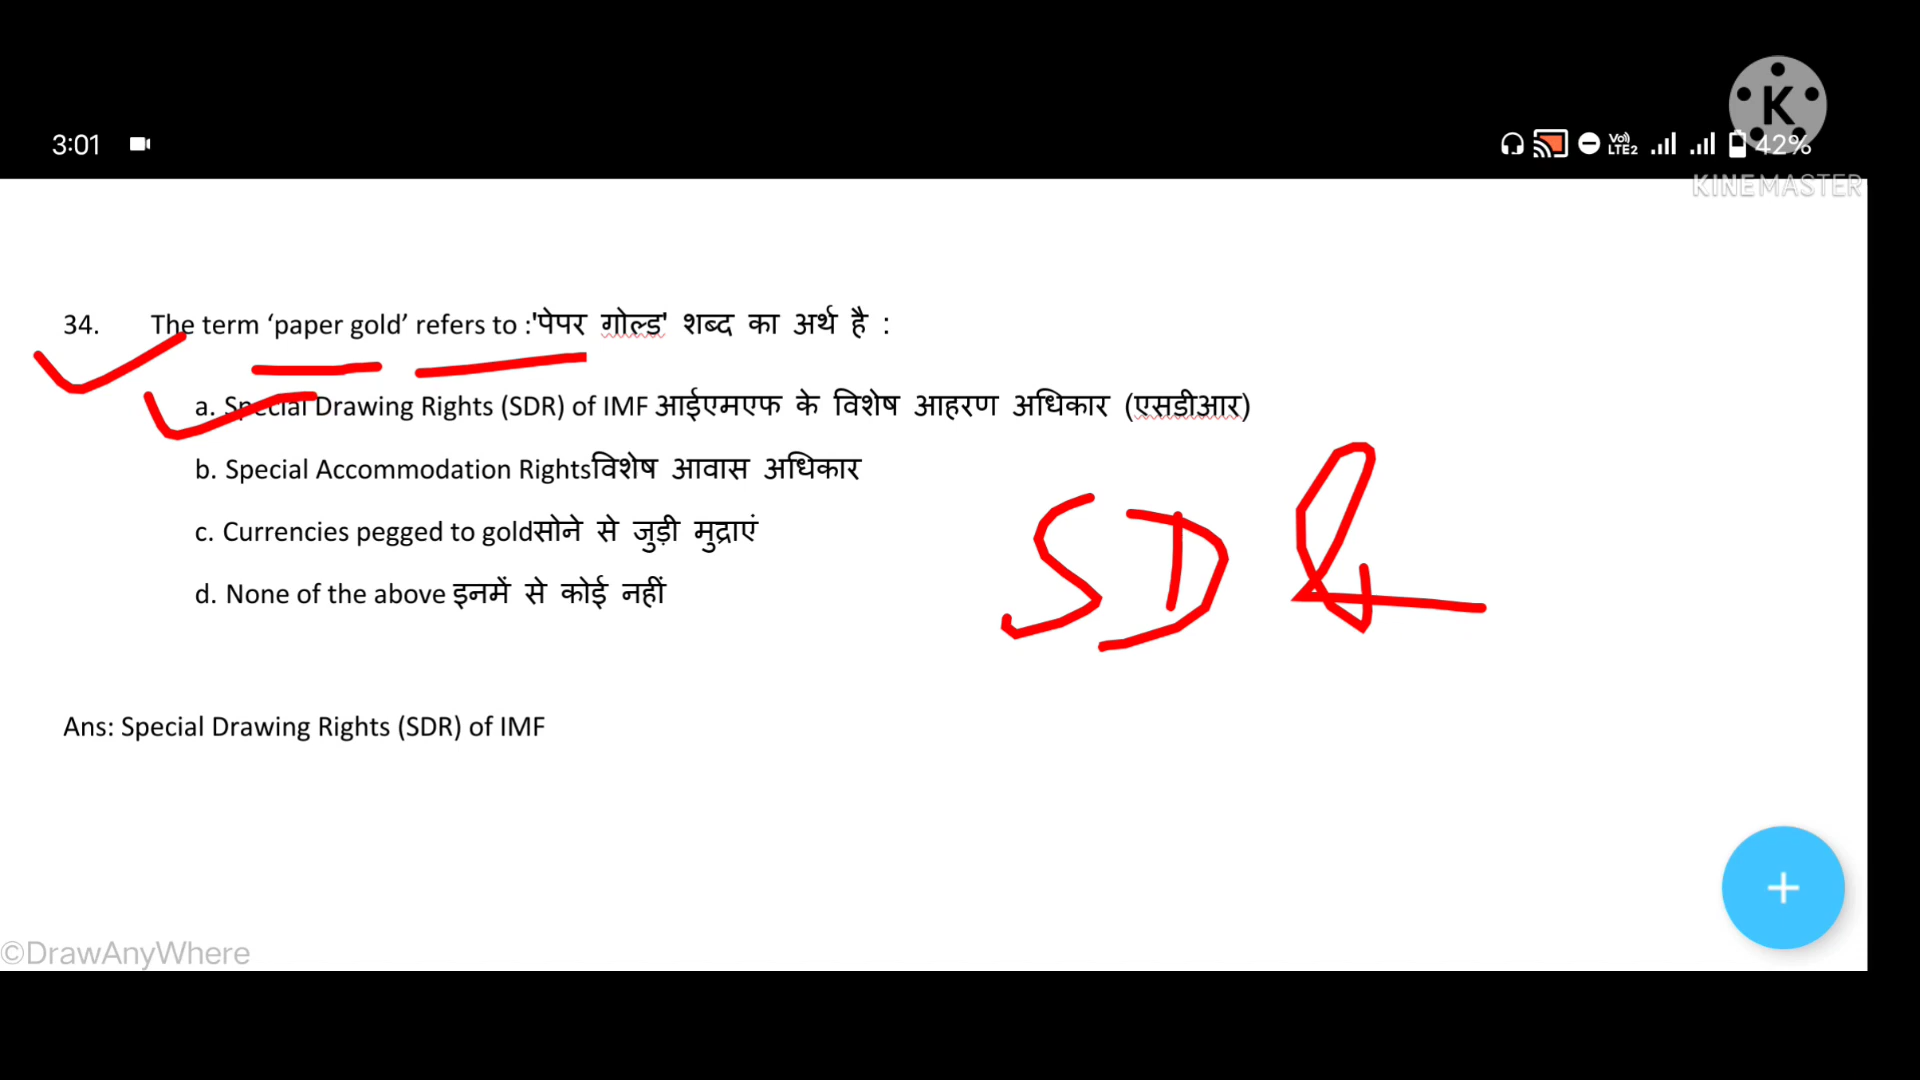 3:01
Vo) LTE2 42%
K
KINEMASTER
34. The term ‘paper gold’ refers to :'पेपर गोल्ड' शब्द का अर्थ है :
a. Special Drawing Rights (SDR) of IMF आईएमएफ के विशेष आहरण अधिकार (एसडीआर)
b. Special Accommodation Rightsविशेष आवास अधिकार
c. Currencies pegged to goldसोने से जुड़ी मुद्राएं
d. None of the above इनमें से कोई नहीं
SDR
Ans: Special Drawing Rights (SDR) of IMF
+
©DrawAnyWhere